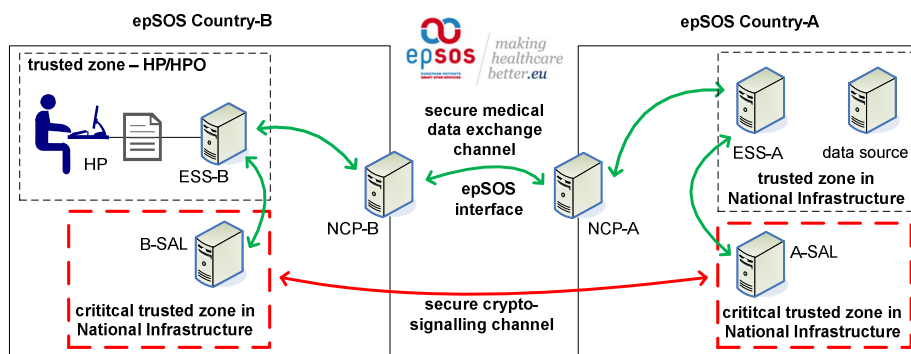 epSOS Country-B
epSOS Country-A
epsos
EUROPEAN PATIENTS
SMART OPEN SERVICES
making
healthcare
better.eu
trusted zone – HP/HPO
HP
ESS-B
secure medical
data exchange
channel
epSOS
interface
NCP-B
NCP-A
ESS-A
data source
trusted zone in
National Infrastructure
B-SAL
crititcal trusted zone in
National Infrastructure
secure crypto-
signalling channel
A-SAL
crititcal trusted zone in
National Infrastructure